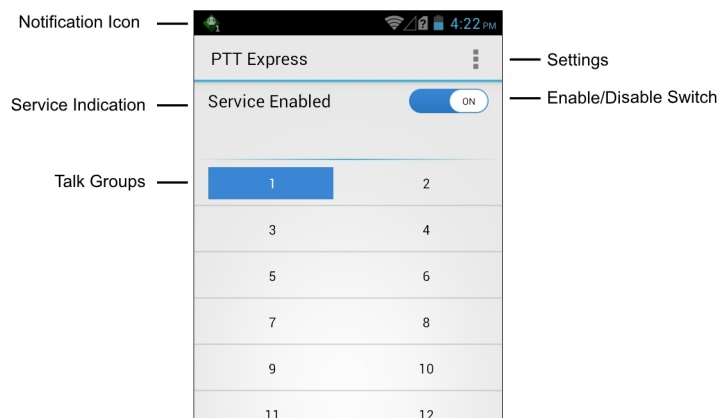 Notification Icon
1
? 4:22 PM
PTT Express
Settings
Service Indication
Service Enabled
ON
Enable/Disable Switch
Talk Groups
1 2
3 4
5 6
7 8
9 10
11 12